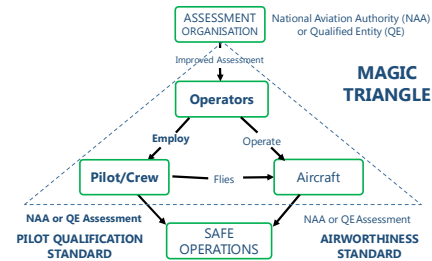 ASSESSMENT
ORGANISATION
National Aviation Authority (NAA)
or Qualified Entity (QE)
Improved Assessment
MAGIC
TRIANGLE
Operators
Employ
Operate
Pilot/Crew
Flies
Aircraft
NAA or QE Assessment
NAA or QE Assessment
PILOT QUALIFICATION
STANDARD
SAFE
OPERATIONS
AIRWORTHINESS
STANDARD